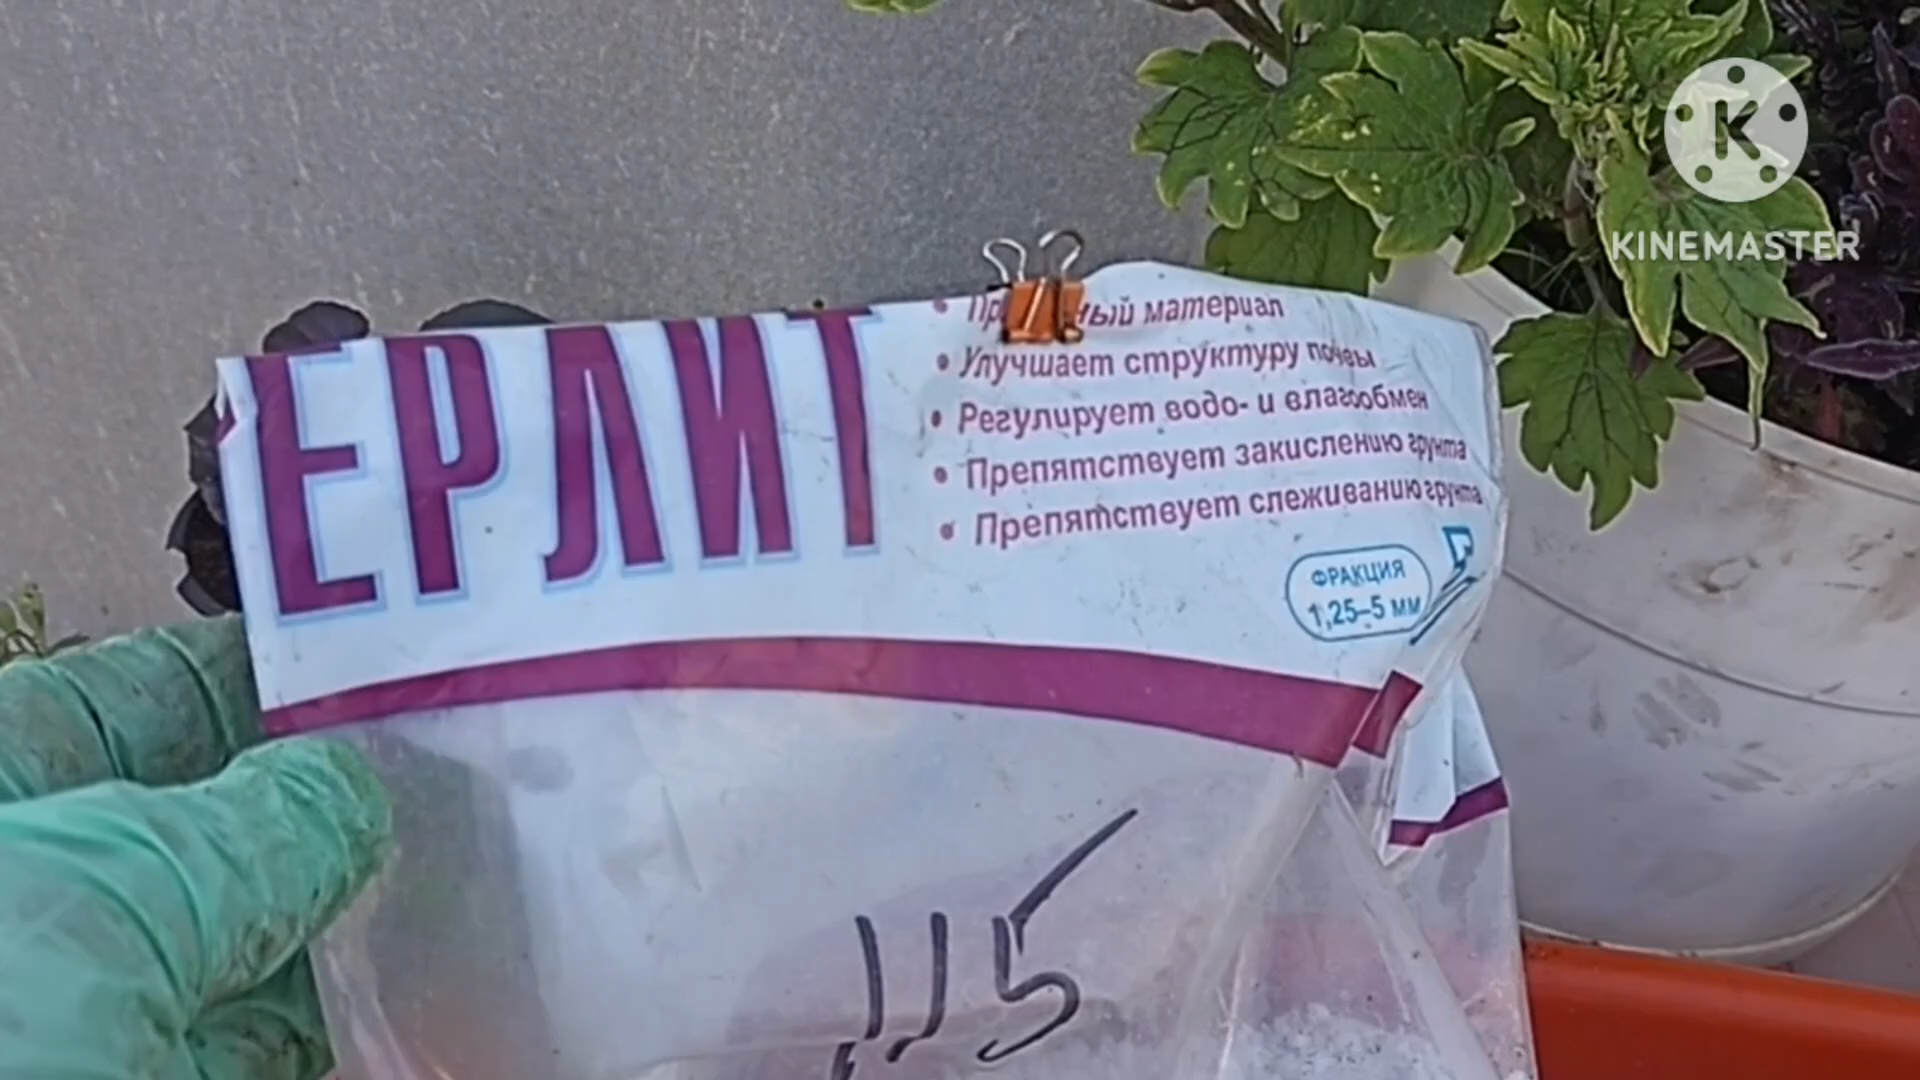 ЕРЛИТ
• ный материал
• Улучшает структуру почвы
• Регулирует водо- и влагообмен
• Препятствует закислению грунта
• Препятствует слеживанию грунта
ФРАКЦИЯ
1,25–5 мм
115
KINEMASTER